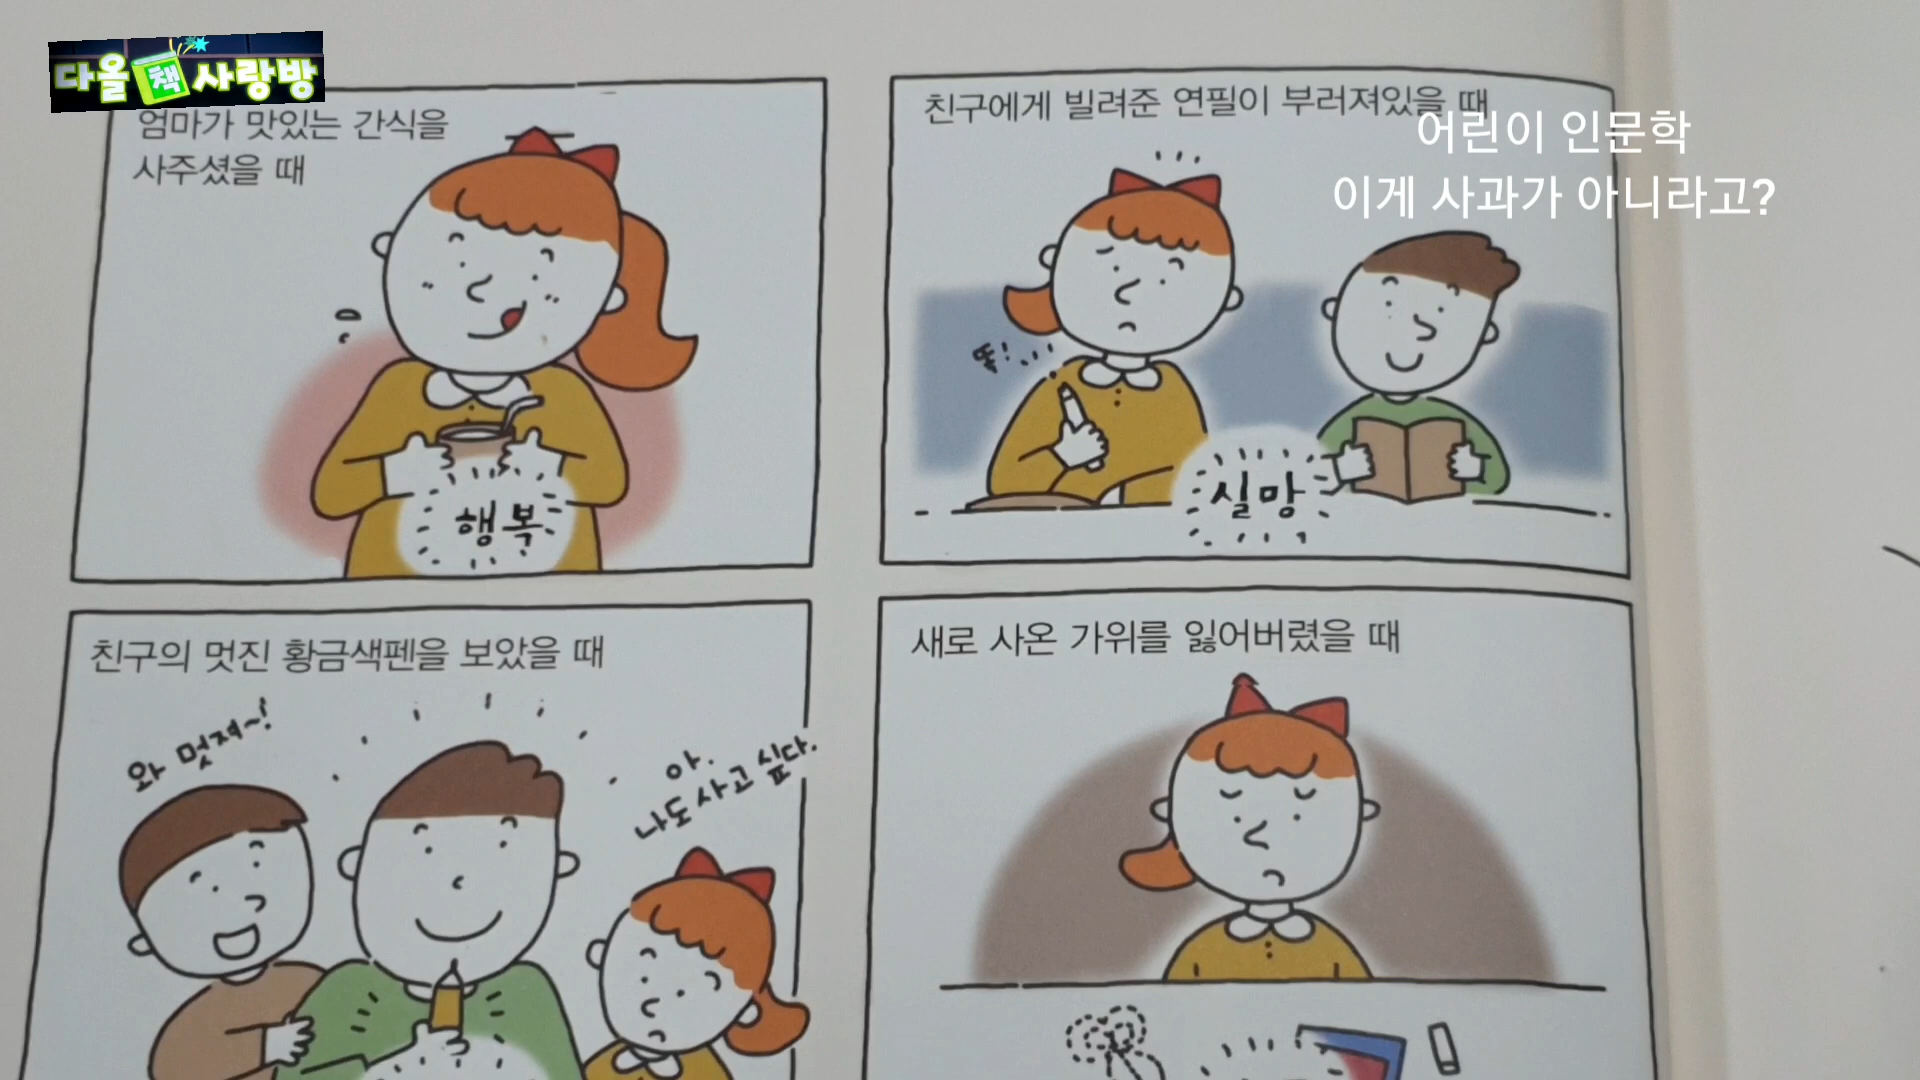 다올 책 사랑방
어린이 인문학
이게 사과가 아니라고?
엄마가 맛있는 간식을
사주셨을 때
행복
친구에게 빌려준 연필이 부러져있을 때
똑!
실망
친구의 멋진 황금색펜을 보았을 때
와 멋져~!
아.
나도 사고 싶다.
새로 사온 가위를 잃어버렸을 때